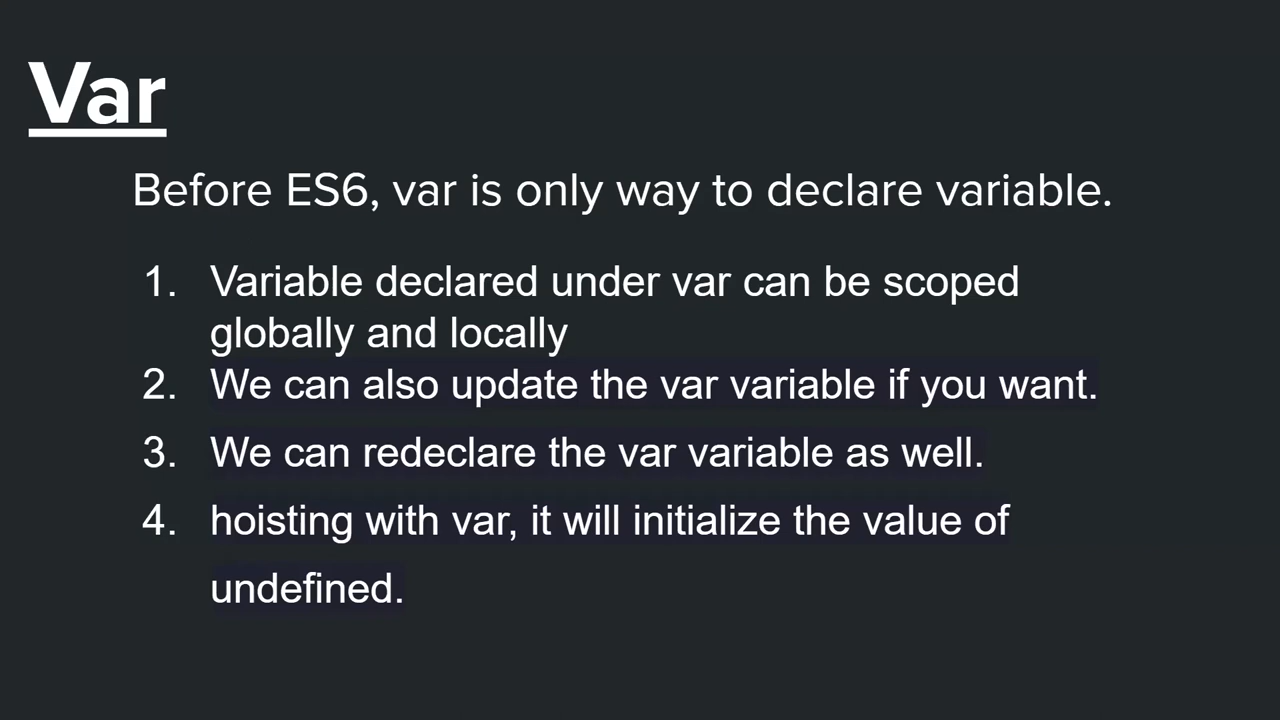 Var
Before ES6, var is only way to declare variable.
1. Variable declared under var can be scoped
globally and locally
2. We can also update the var variable if you want.
3. We can redeclare the var variable as well.
4. hoisting with var, it will initialize the value of
undefined.